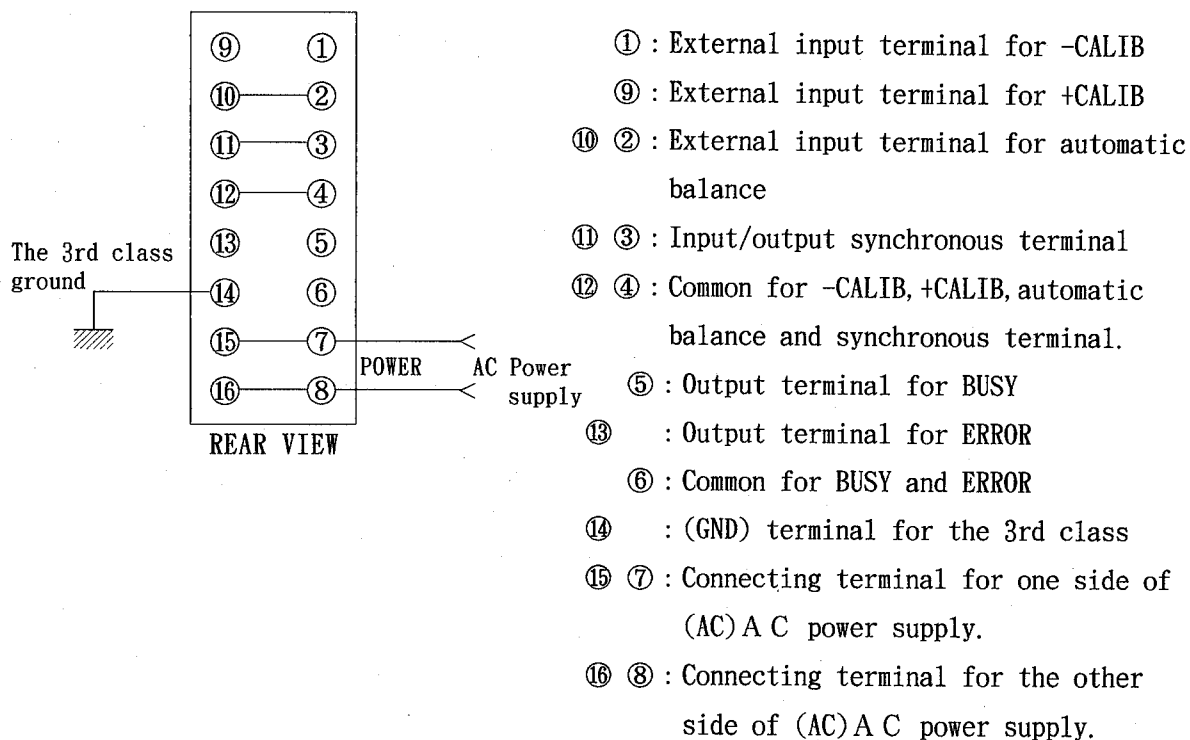 ⑨ ①
⑩ ②
⑪ ③
⑫ ④
⑬ ⑤
The 3rd class
ground
⑭ ⑥
⑮ ⑦
POWER
AC Power
supply
⑯ ⑧
REAR VIEW
① : External input terminal for -CALIB
⑨ : External input terminal for +CALIB
⑩ ② : External input terminal for automatic
balance
⑪ ③ : Input/output synchronous terminal
⑫ ④ : Common for -CALIB, +CALIB, automatic
balance and synchronous terminal.
⑤ : Output terminal for BUSY
⑬ : Output terminal for ERROR
⑥ : Common for BUSY and ERROR
⑭ : (GND) terminal for the 3rd class
⑮ ⑦ : Connecting terminal for one side of
(AC) A C power supply.
⑯ ⑧ : Connecting terminal for the other
side of (AC) A C power supply.